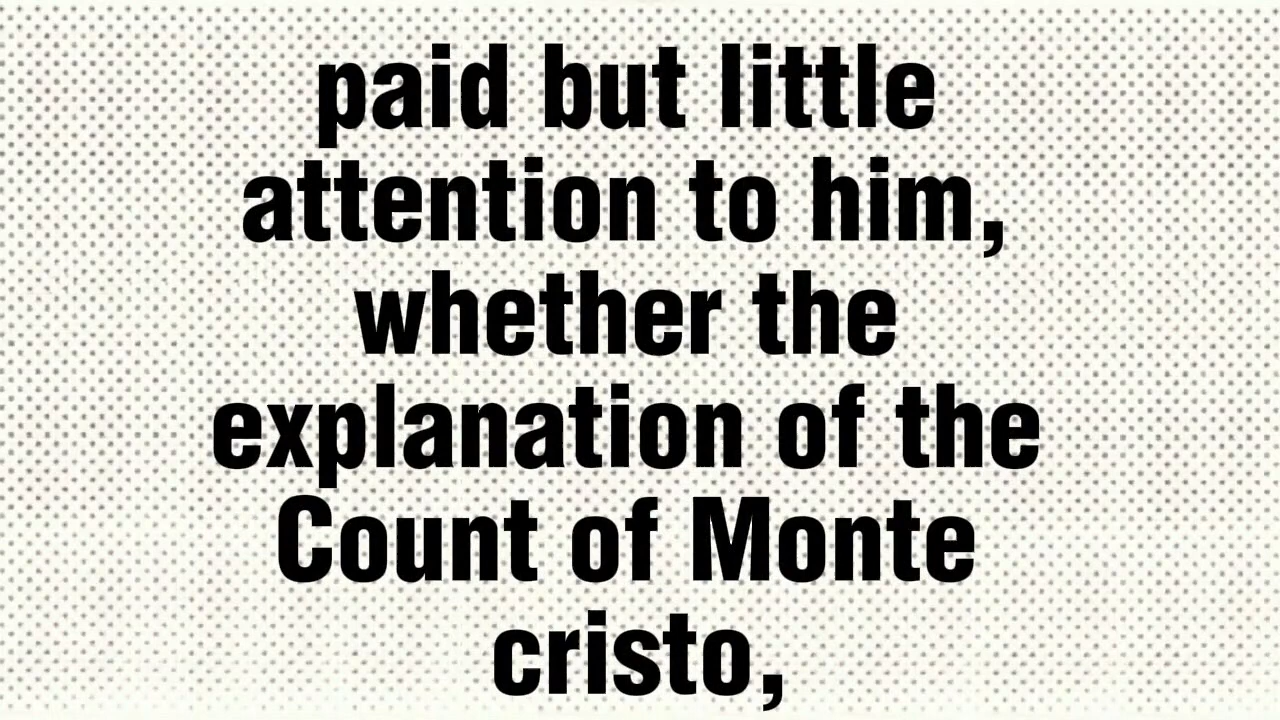 paid but little
attention to him,
whether the
explanation of the
Count of Monte
cristo,